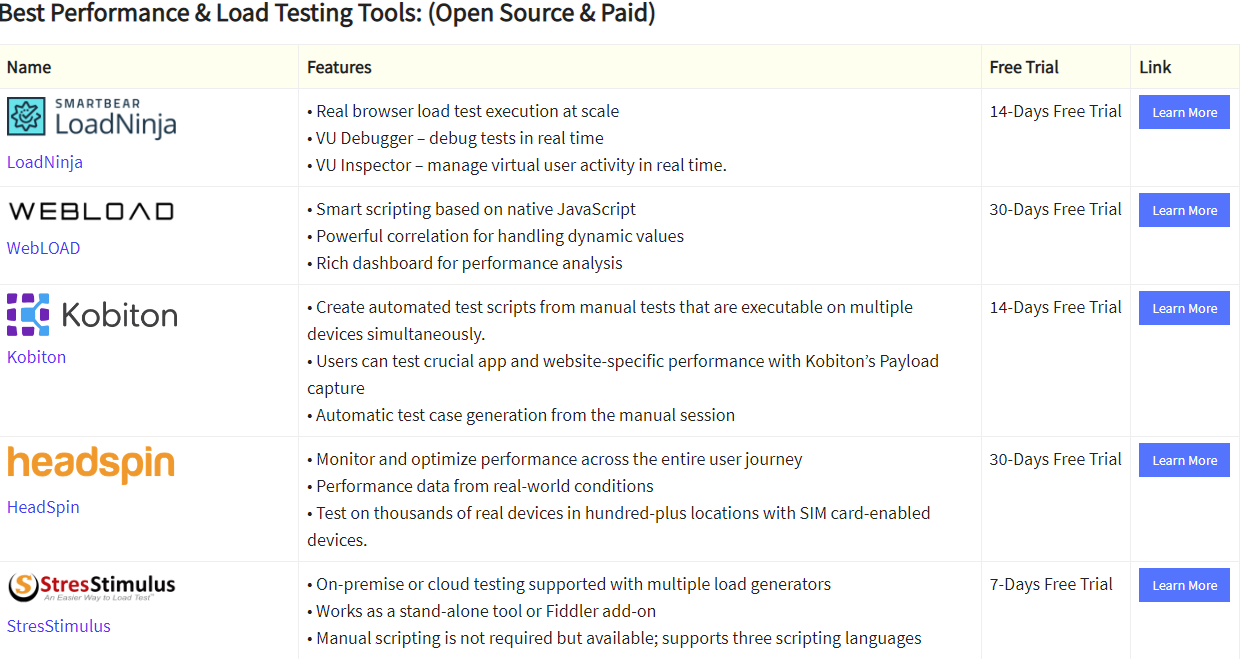 Best Performance & Load Testing Tools: (Open Source & Paid)
Name
Features
Free Trial
Link
SMARTBEAR
LoadNinja
LoadNinja
• Real browser load test execution at scale
• VU Debugger – debug tests in real time
• VU Inspector – manage virtual user activity in real time.
14-Days Free Trial
Learn More
WEBLOAD
WebLOAD
• Smart scripting based on native JavaScript
• Powerful correlation for handling dynamic values
• Rich dashboard for performance analysis
30-Days Free Trial
Learn More
Kobiton
Kobiton
• Create automated test scripts from manual tests that are executable on multiple
devices simultaneously.
• Users can test crucial app and website-specific performance with Kobiton’s Payload
capture
• Automatic test case generation from the manual session
14-Days Free Trial
Learn More
headspin
HeadSpin
• Monitor and optimize performance across the entire user journey
• Performance data from real-world conditions
• Test on thousands of real devices in hundred-plus locations with SIM card-enabled
devices.
30-Days Free Trial
Learn More
StresStimulus
An Easier Way to Load Test™
StresStimulus
• On-premise or cloud testing supported with multiple load generators
• Works as a stand-alone tool or Fiddler add-on
• Manual scripting is not required but available; supports three scripting languages
7-Days Free Trial
Learn More